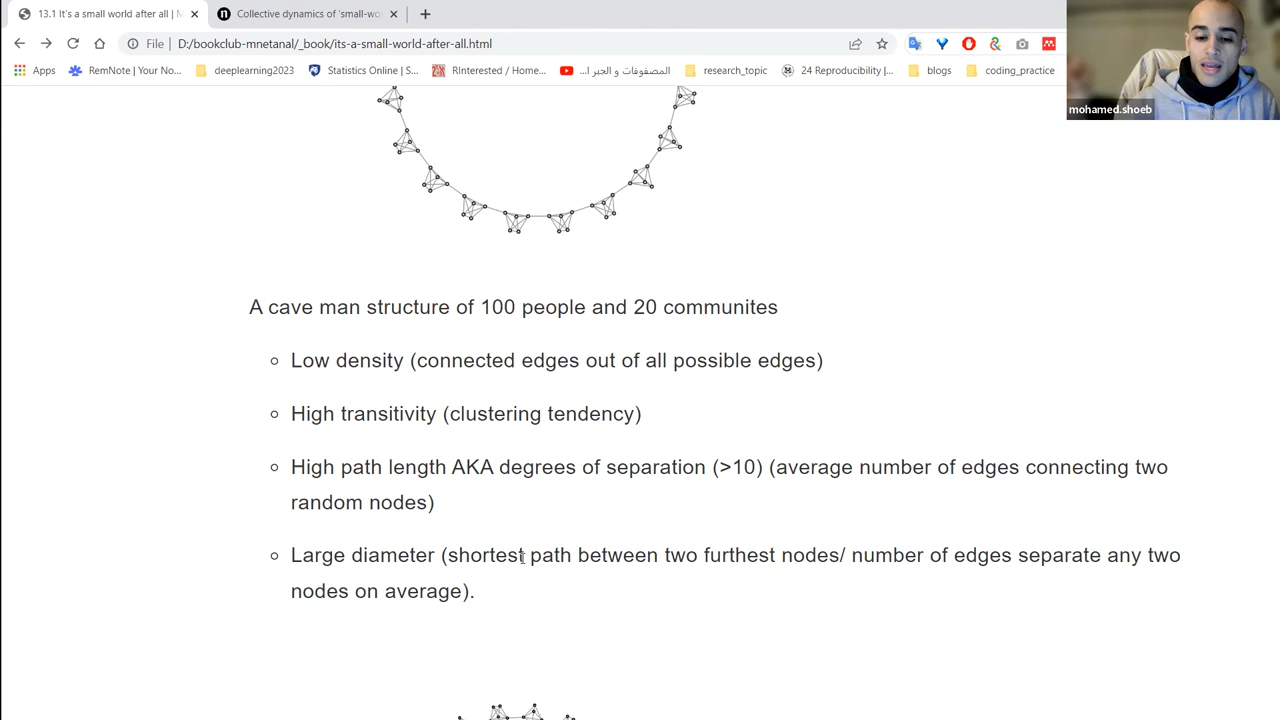 13.1 It's a small world after all | M
Collective dynamics of 'small-wo
File
D:/bookclubonnetanal/_book/its-a-small-world-after-all.html
Apps
RemNote | Your No...
deeplearning2023
Statistics Online | S...
RInterested / Home...
المصفوفات و الجبر ا...
research_topic
24 Reproducibility |...
blogs
coding_practice
mohamed.shoeb
A cave man structure of 100 people and 20 communites
Low density (connected edges out of all possible edges)
High transitivity (clustering tendency)
High path length AKA degrees of separation (>10) (average number of edges connecting two
random nodes)
Large diameter (shortest path between two furthest nodes/ number of edges separate any two
nodes on average).